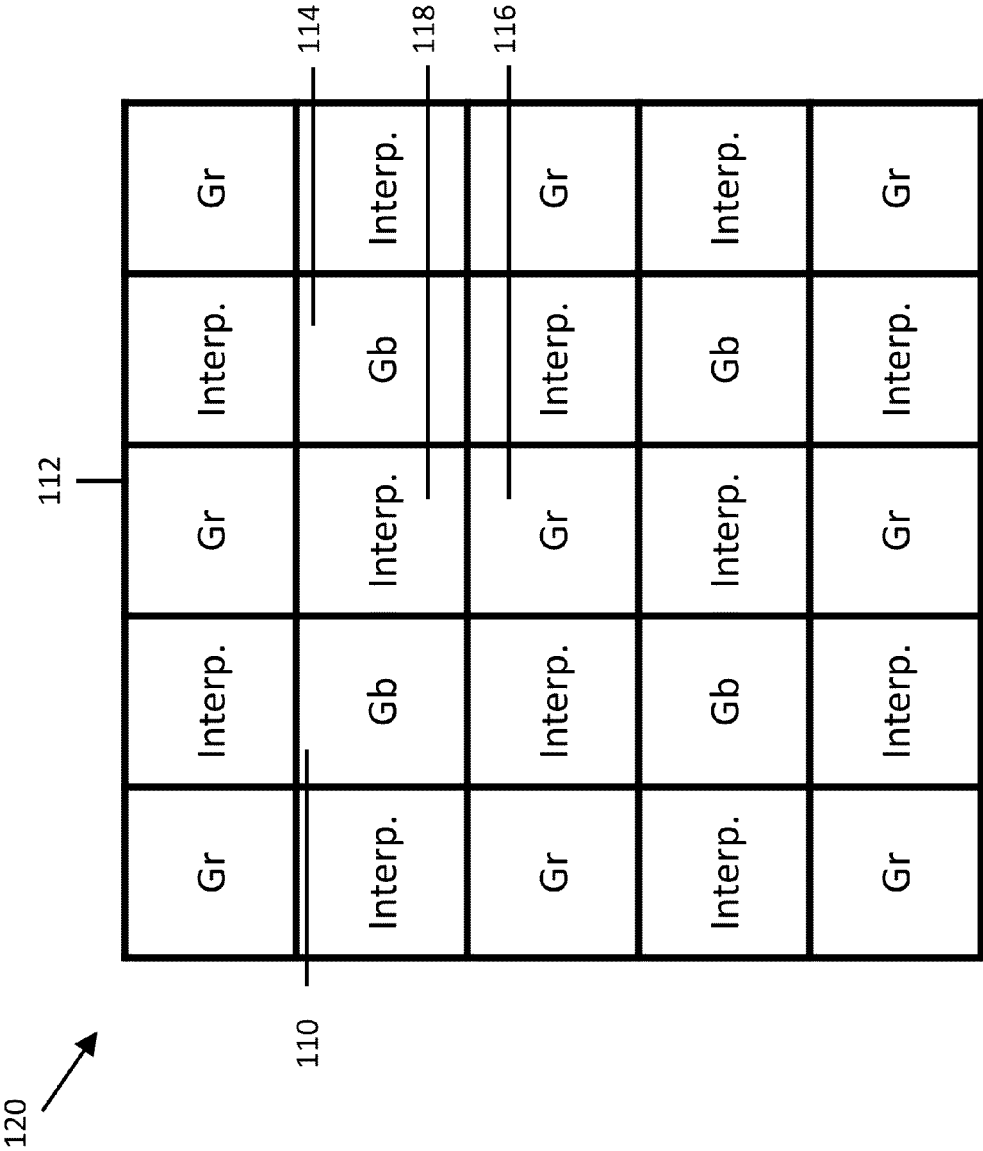 120
112
Gr Interp. Gr Interp. Gr
110
114
Interp. Gb Interp. Gb Interp.
118
116
Gr Interp. Gr Interp. Gr
Interp. Gb Interp. Gb Interp.
Gr Interp. Gr Interp. Gr